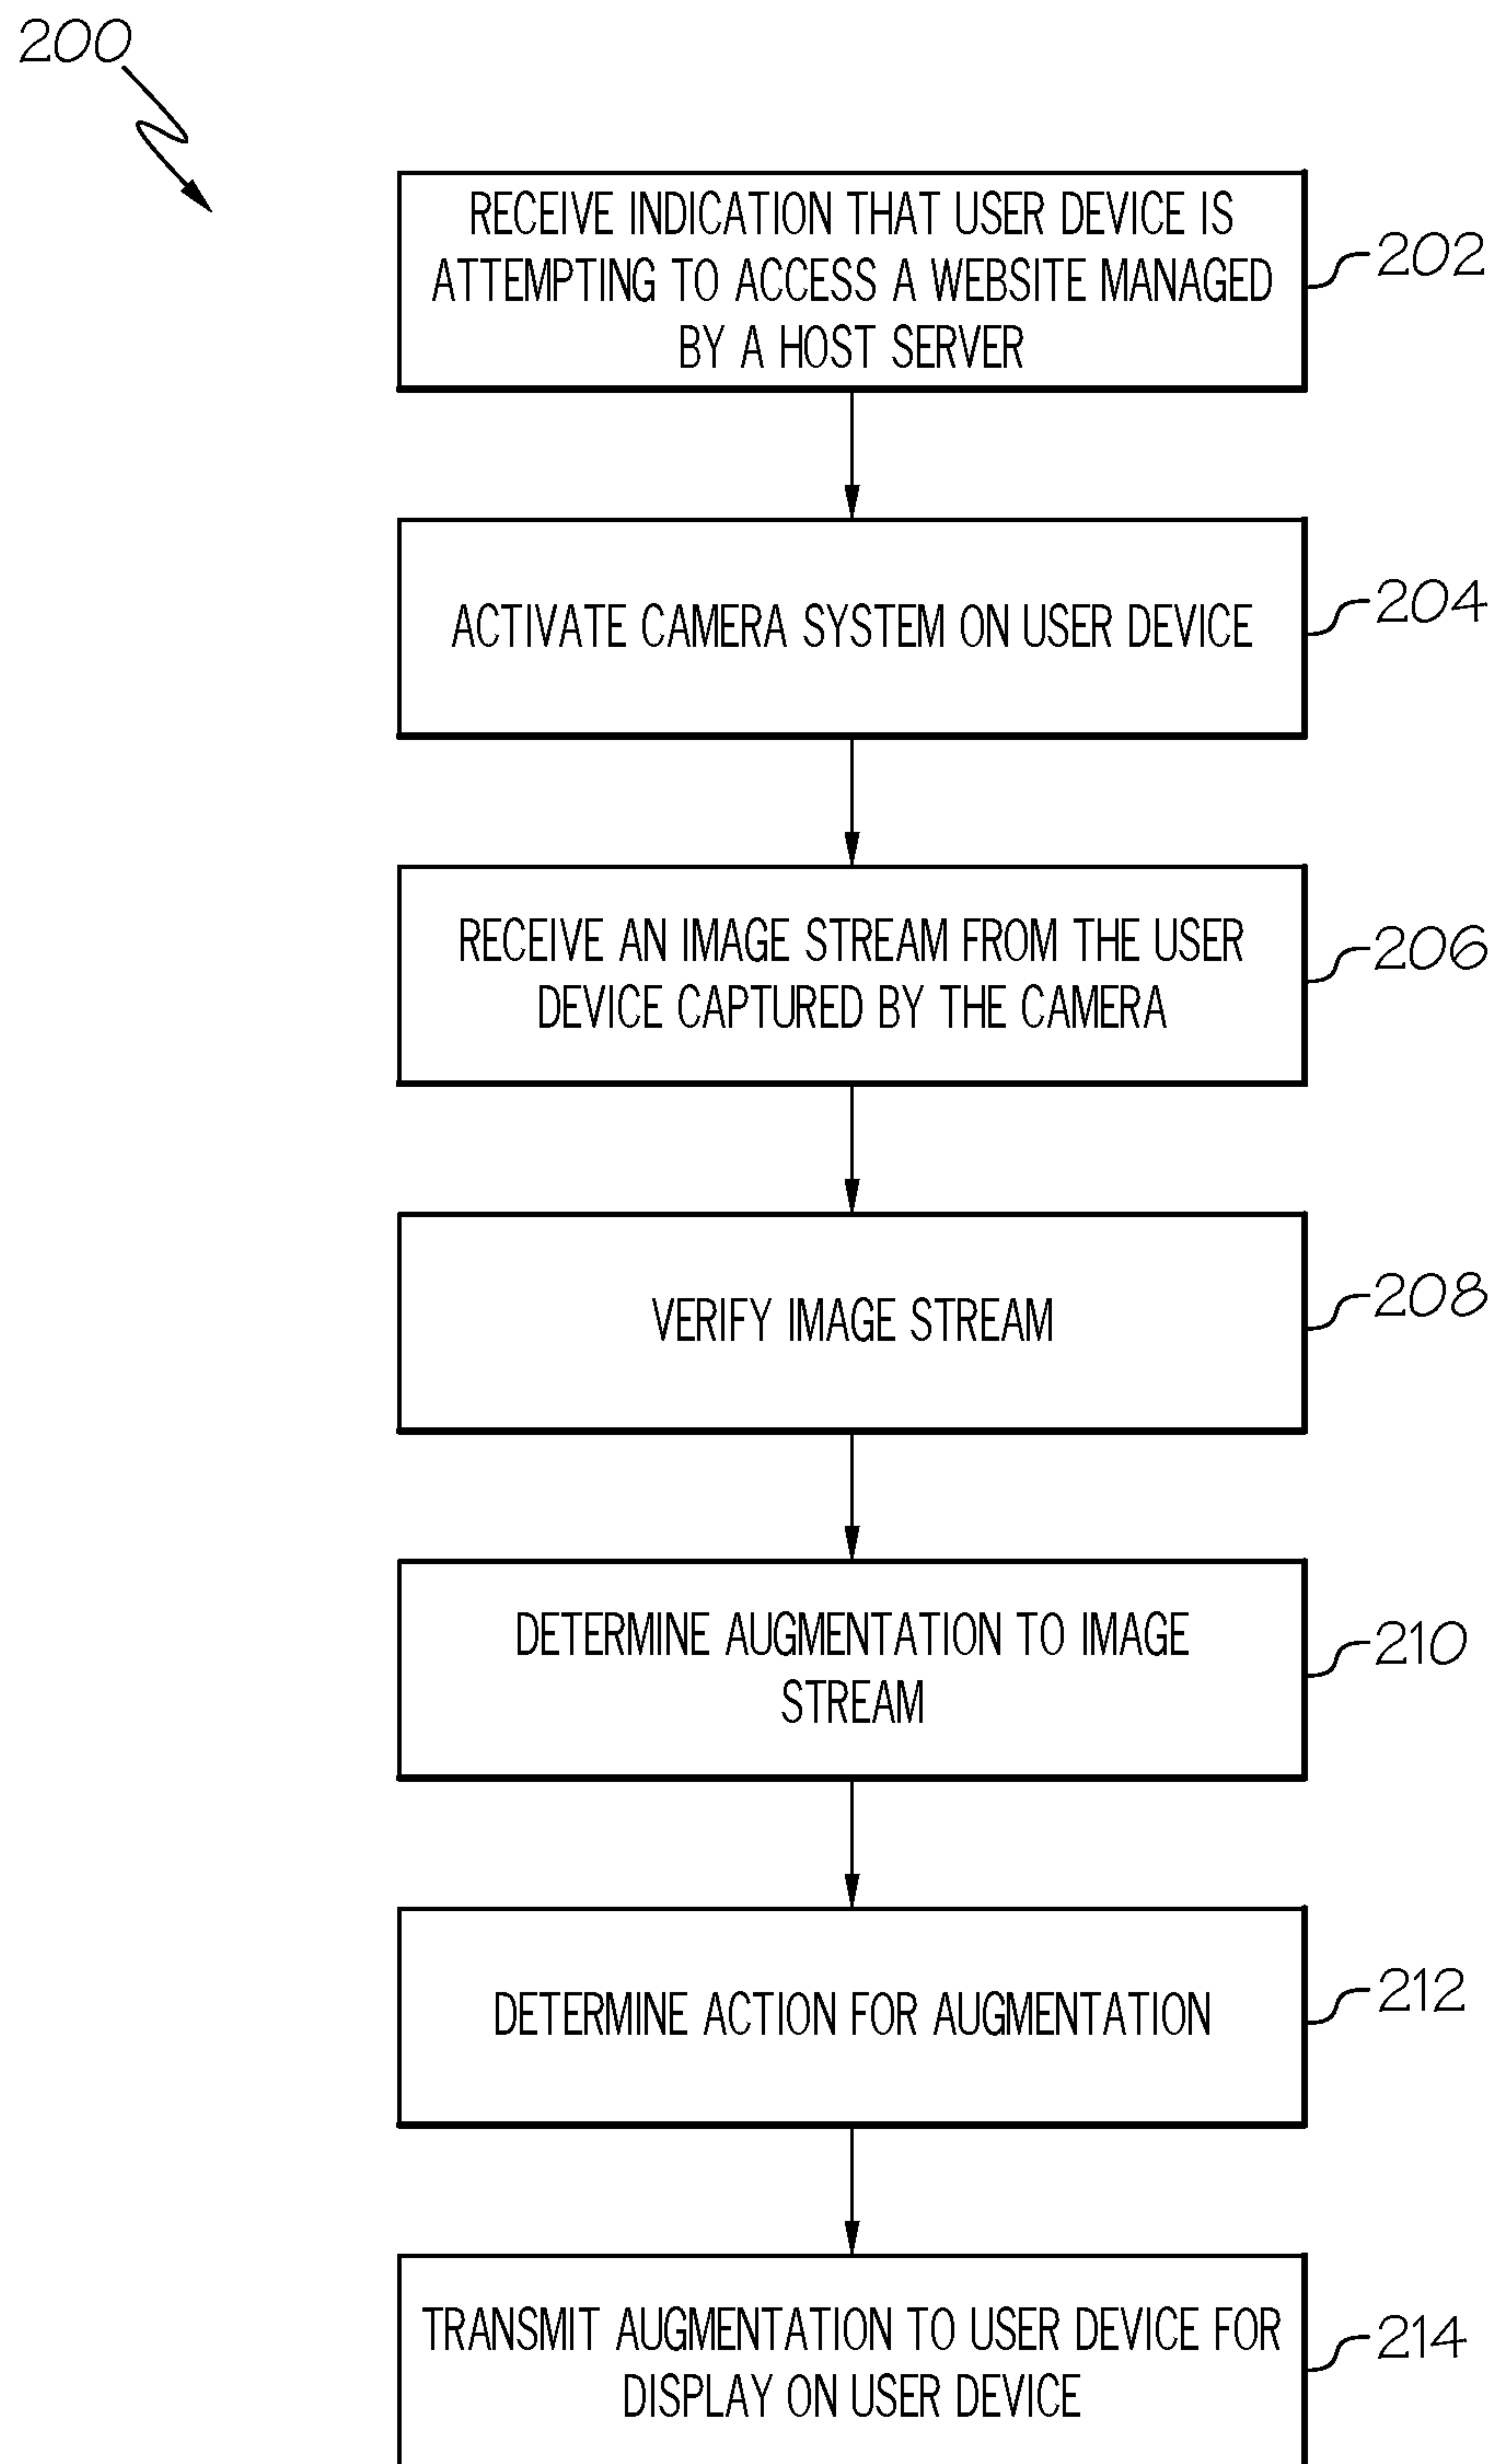 200
RECEIVE INDICATION THAT USER DEVICE IS
ATTEMPTING TO ACCESS A WEBSITE MANAGED
BY A HOST SERVER
202
ACTIVATE CAMERA SYSTEM ON USER DEVICE
204
RECEIVE AN IMAGE STREAM FROM THE USER
DEVICE CAPTURED BY THE CAMERA
206
VERIFY IMAGE STREAM
208
DETERMINE AUGMENTATION TO IMAGE
STREAM
210
DETERMINE ACTION FOR AUGMENTATION
212
TRANSMIT AUGMENTATION TO USER DEVICE FOR
DISPLAY ON USER DEVICE
214